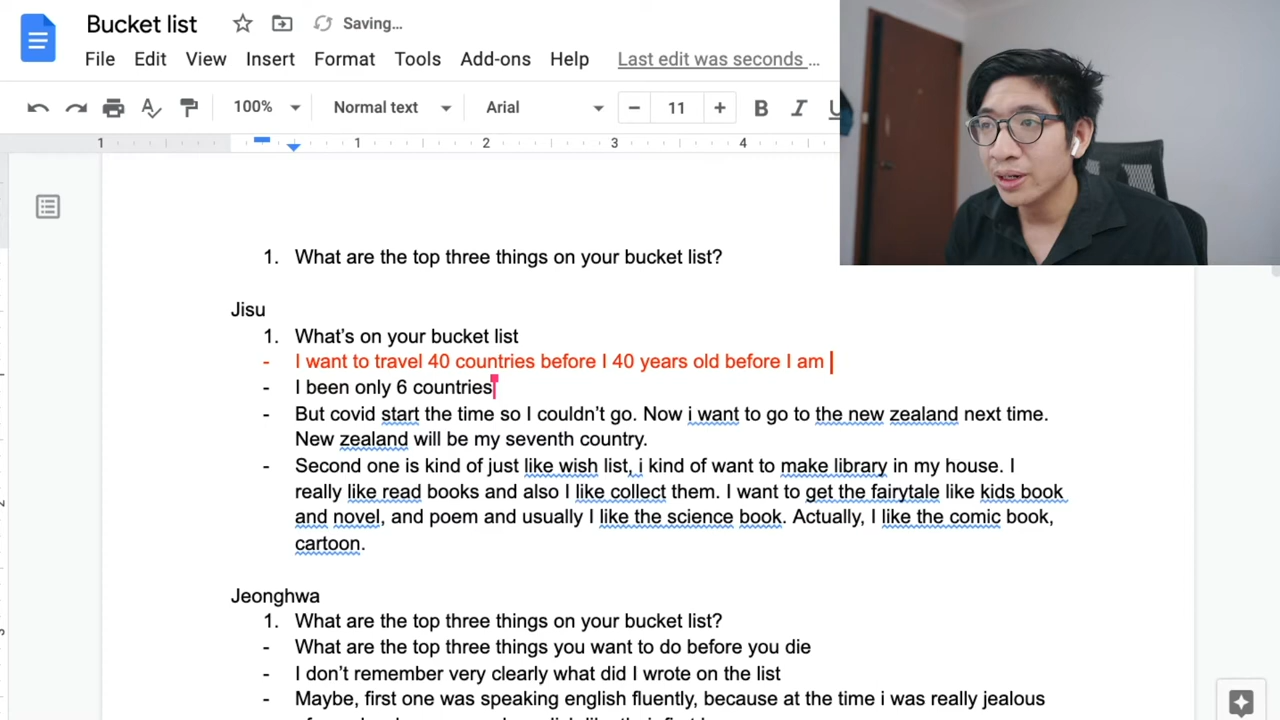 Bucket list Saving...
File Edit View Insert Format Tools Add-ons Help Last edit was seconds ...
100% Normal text Arial 11 B I U
1 1 2 3 4
1. What are the top three things on your bucket list?
Jisu
1. What's on your bucket list
- I want to travel 40 countries before I 40 years old before I am
- I been only 6 countries
- But covid start the time so I couldn't go. Now i want to go to the new zealand next time.
New zealand will be my seventh country.
- Second one is kind of just like wish list, i kind of want to make library in my house. I
really like read books and also I like collect them. I want to get the fairytale like kids book
and novel, and poem and usually I like the science book. Actually, I like the comic book,
cartoon.
Jeonghwa
1. What are the top three things on your bucket list?
- What are the top three things you want to do before you die
- I don't remember very clearly what did I wrote on the list
- Maybe, first one was speaking english fluently, because at the time i was really jealous